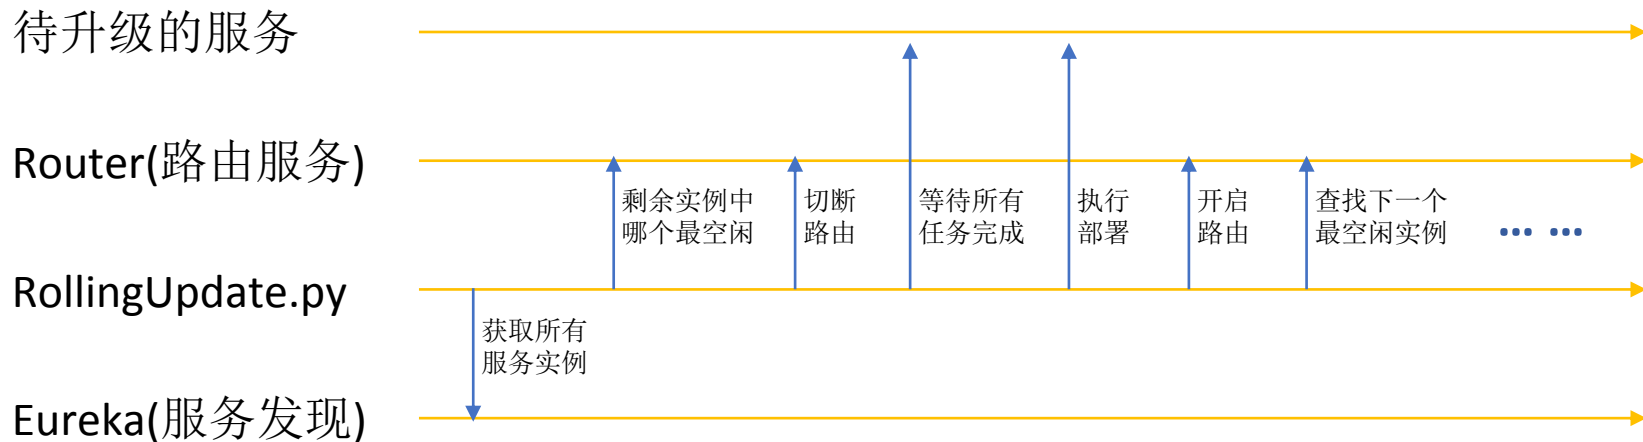 待升级的服务
Router(路由服务)
剩余实例中
哪个最空闲
切断
路由
等待所有
任务完成
执行
部署
开启
路由
查找下一个
最空闲实例
... ...
RollingUpdate.py
获取所有
服务实例
Eureka(服务发现)